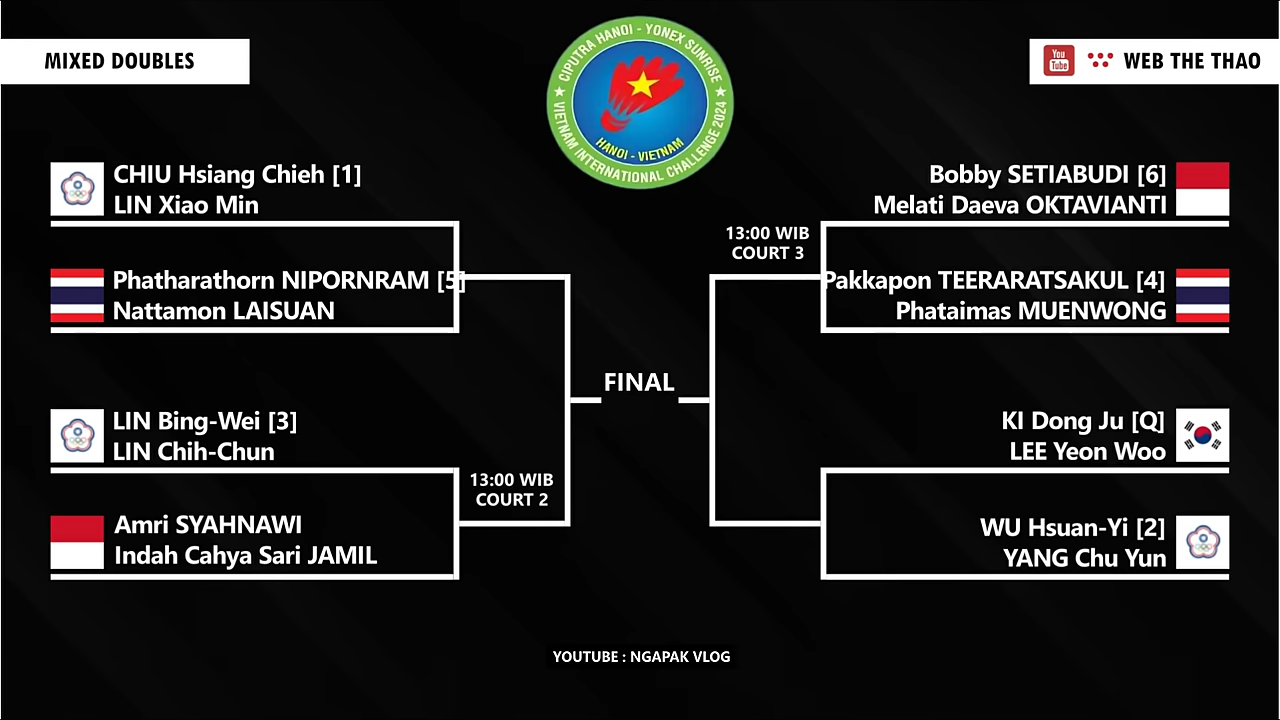 MIXED DOUBLES
CIPUTRA HANOI - YONEX SUNRISE
VIETNAM INTERNATIONAL CHALLENGE 2024
HANOI - VIETNAM
You
Tube
WEB THE THAO
CHIU Hsiang Chieh [1]
LIN Xiao Min
Phatharathorn NIPORNRAM [5]
Nattamon LAISUAN
LIN Bing-Wei [3]
LIN Chih-Chun
13:00 WIB
COURT 2
Amri SYAHNAWI
Indah Cahya Sari JAMIL
FINAL
Bobby SETIABUDI [6]
Melati Daeva OKTAVIANTI
13:00 WIB
COURT 3
Pakkapon TEERARATSAKUL [4]
Phataimas MUENWONG
KI Dong Ju [Q]
LEE Yeon Woo
WU Hsuan-Yi [2]
YANG Chu Yun
YOUTUBE : NGAPAK VLOG